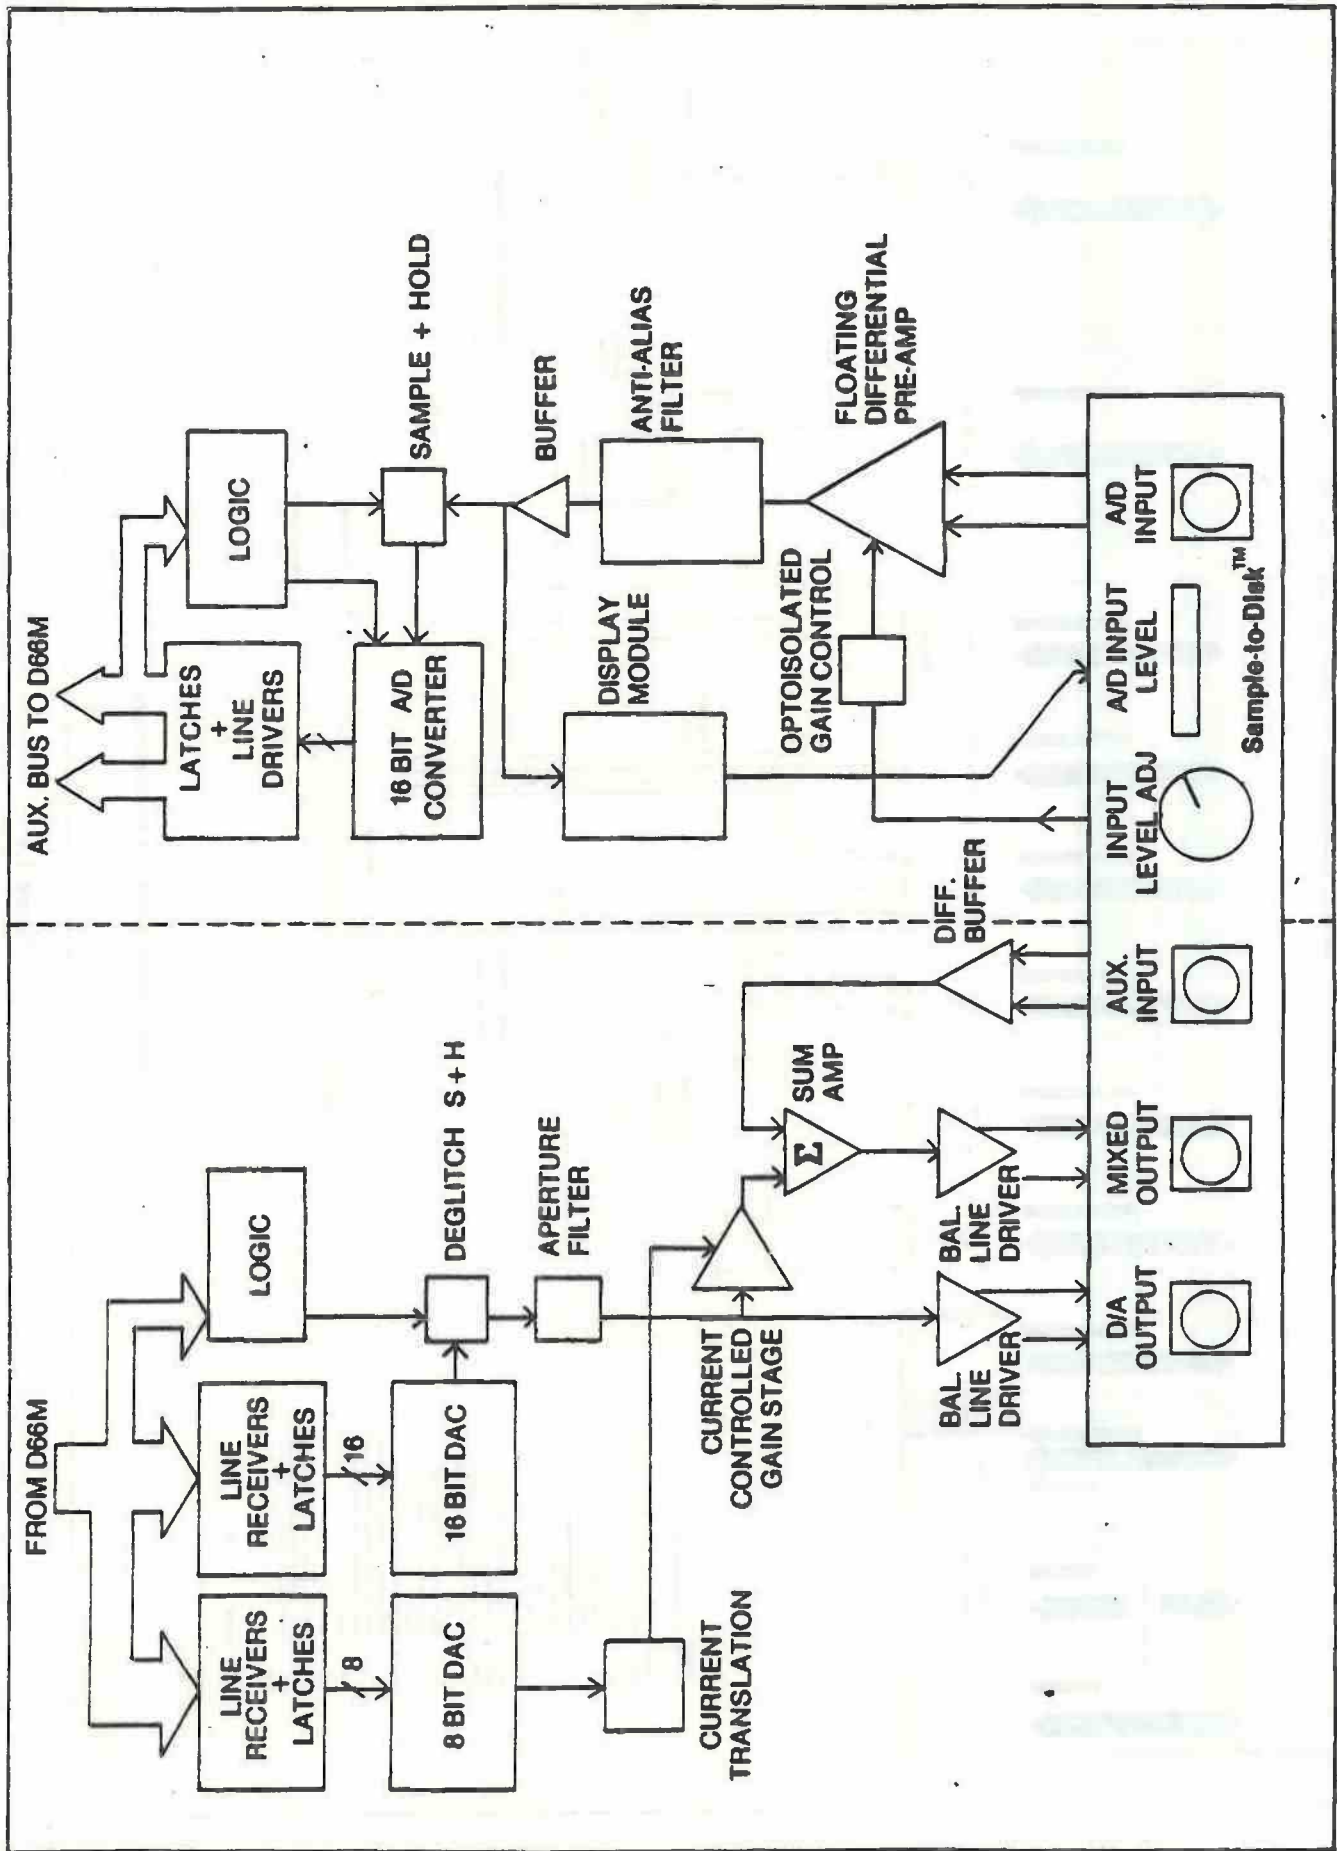 FROM D66M
LINE
RECEIVERS
+
LATCHES
LINE
RECEIVERS
+
LATCHES
LOGIC
8
16
8 BIT DAC
16 BIT DAC
DEGLITCH S + H
APERTURE
FILTER
CURRENT
TRANSLATION
CURRENT
CONTROLLED
GAIN STAGE
Σ
SUM
AMP
BAL.
LINE
DRIVER
BAL.
LINE
DRIVER
DIFF.
BUFFER
AUX. BUS TO D66M
LATCHES
+
LINE
DRIVERS
LOGIC
16 BIT A/D
CONVERTER
SAMPLE + HOLD
BUFFER
DISPLAY
MODULE
ANTI-ALIAS
FILTER
OPTOISOLATED
GAIN CONTROL
FLOATING
DIFFERENTIAL
PRE-AMP
D/A
OUTPUT
MIXED
OUTPUT
AUX.
INPUT
INPUT
LEVEL ADJ
A/D INPUT
LEVEL
A/D
INPUT
Sample-to-Disk™